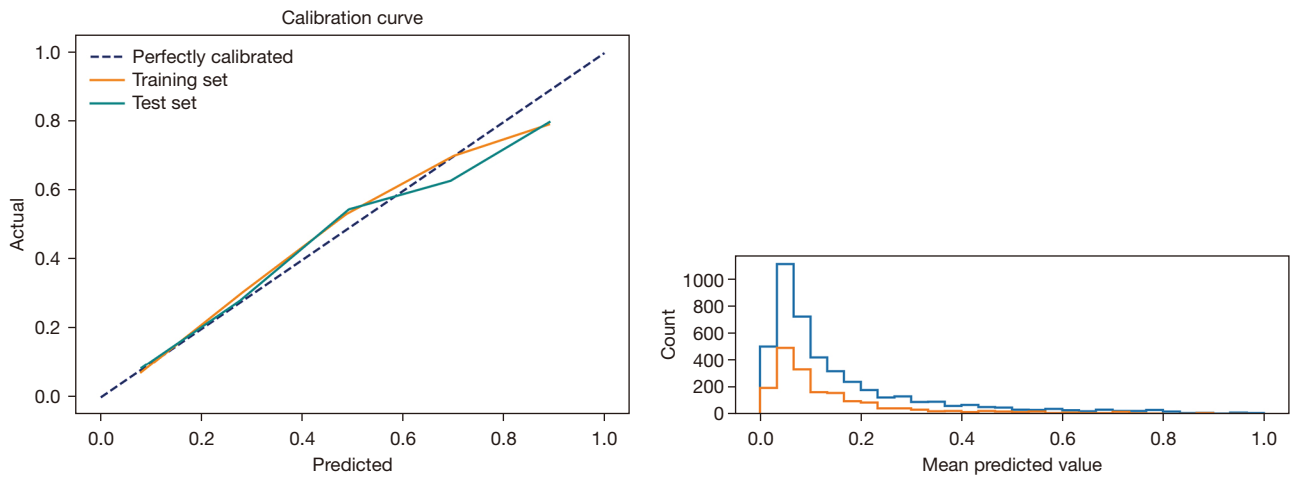 Calibration curve
1.0
0.8
0.6
0.4
0.2
0.0
Actual
Perfectly calibrated
Training set
Test set
0.0 0.2 0.4 0.6 0.8 1.0
Predicted
1000
800
600
400
200
0
Count
0.0 0.2 0.4 0.6 0.8 1.0
Mean predicted value